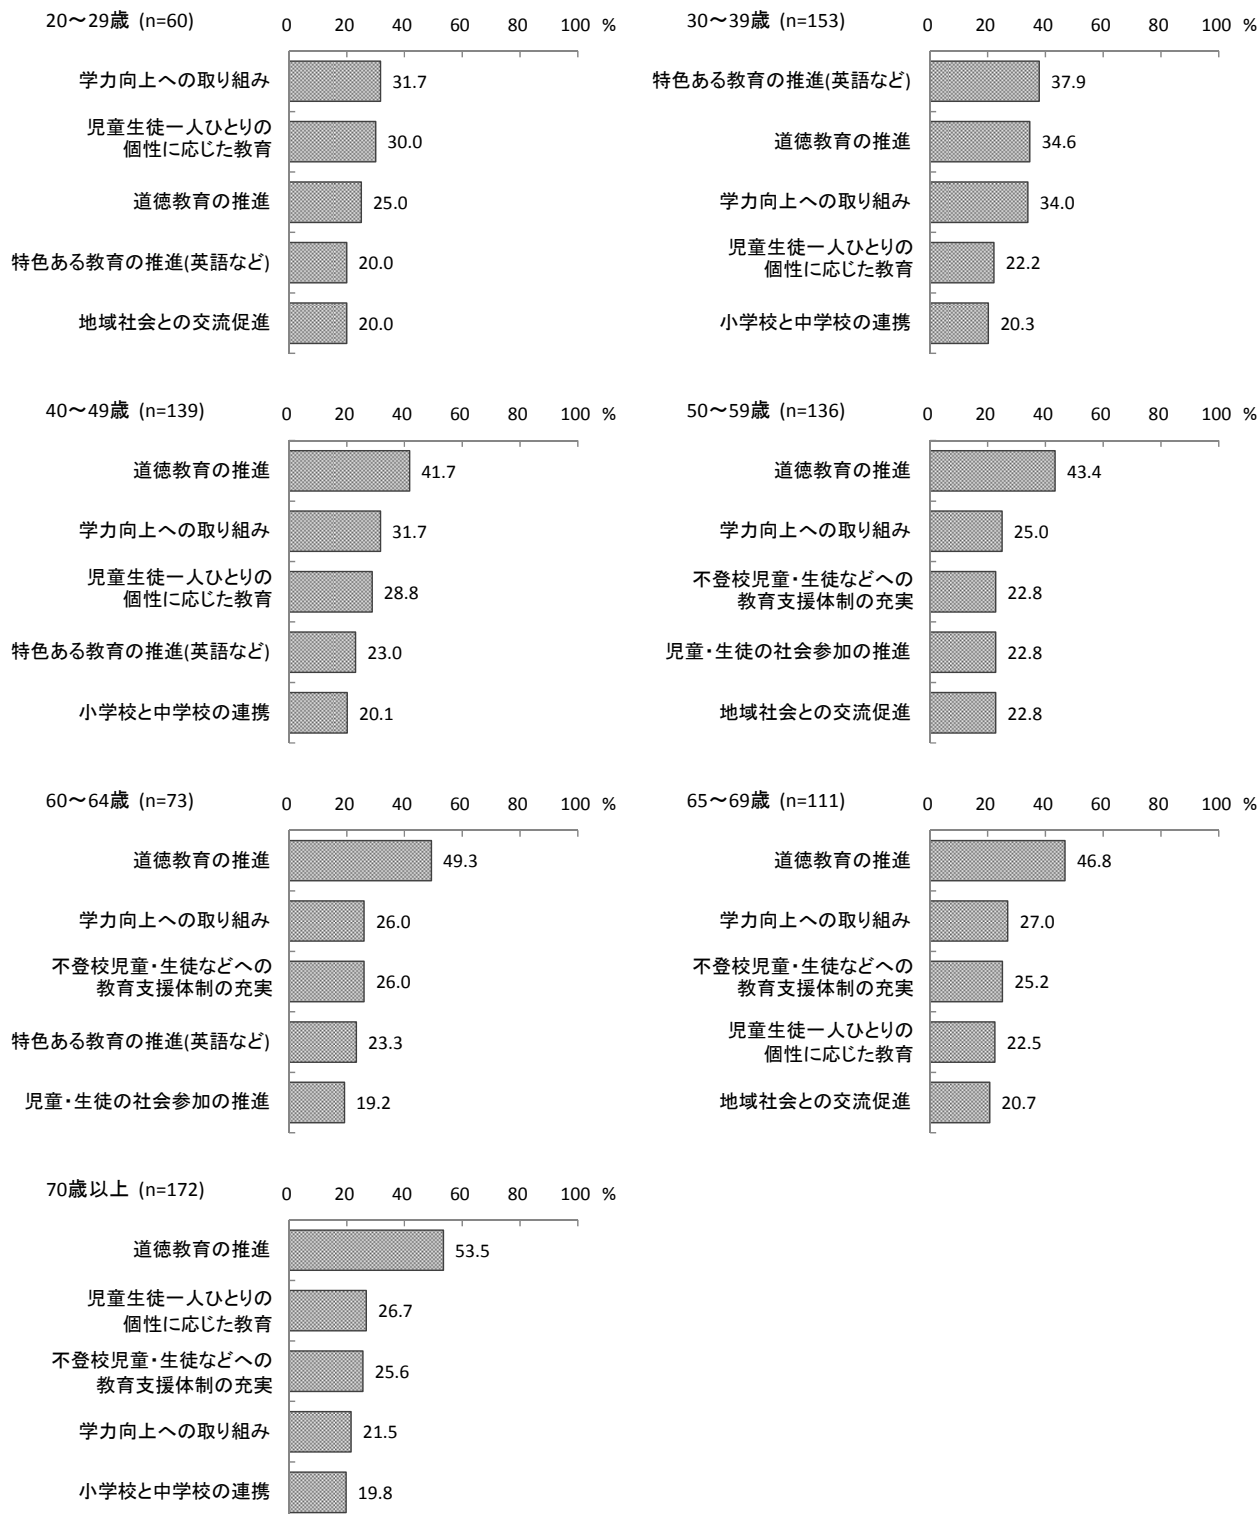 20～29歳 (n=60)
0 20 40 60 80 100 %
学力向上への取り組み 31.7
児童生徒一人ひとりの
個性に応じた教育 30.0
道徳教育の推進 25.0
特色ある教育の推進(英語など) 20.0
地域社会との交流促進 20.0
30～39歳 (n=153)
0 20 40 60 80 100 %
特色ある教育の推進(英語など) 37.9
道徳教育の推進 34.6
学力向上への取り組み 34.0
児童生徒一人ひとりの
個性に応じた教育 22.2
小学校と中学校の連携 20.3
40～49歳 (n=139)
0 20 40 60 80 100 %
道徳教育の推進 41.7
学力向上への取り組み 31.7
児童生徒一人ひとりの
個性に応じた教育 28.8
特色ある教育の推進(英語など) 23.0
小学校と中学校の連携 20.1
50～59歳 (n=136)
0 20 40 60 80 100 %
道徳教育の推進 43.4
学力向上への取り組み 25.0
不登校児童・生徒などへの
教育支援体制の充実 22.8
児童・生徒の社会参加の推進 22.8
地域社会との交流促進 22.8
60～64歳 (n=73)
0 20 40 60 80 100 %
道徳教育の推進 49.3
学力向上への取り組み 26.0
不登校児童・生徒などへの
教育支援体制の充実 26.0
特色ある教育の推進(英語など) 23.3
児童・生徒の社会参加の推進 19.2
65～69歳 (n=111)
0 20 40 60 80 100 %
道徳教育の推進 46.8
学力向上への取り組み 27.0
不登校児童・生徒などへの
教育支援体制の充実 25.2
児童生徒一人ひとりの
個性に応じた教育 22.5
地域社会との交流促進 20.7
70歳以上 (n=172)
0 20 40 60 80 100 %
道徳教育の推進 53.5
児童生徒一人ひとりの
個性に応じた教育 26.7
不登校児童・生徒などへの
教育支援体制の充実 25.6
学力向上への取り組み 21.5
小学校と中学校の連携 19.8